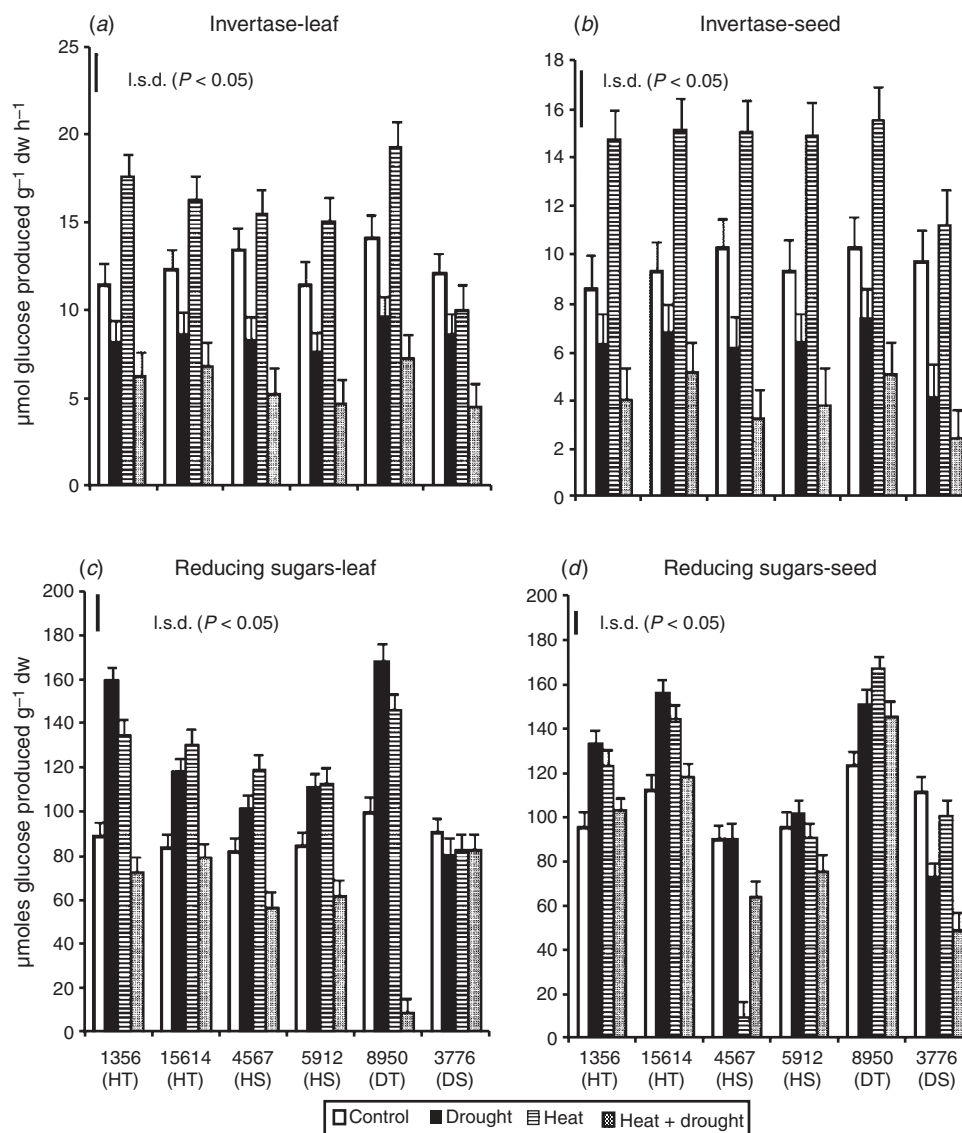 (a) Invertase-leaf
25
20
15
10
5
0
l.s.d. (P < 0.05)
µmol glucose produced g–1 dw h–1
(b) Invertase-seed
18
16
14
12
10
8
6
4
2
0
l.s.d. (P < 0.05)
(c) Reducing sugars-leaf
200
180
160
140
120
100
80
60
40
20
0
l.s.d. (P < 0.05)
µmoles glucose produced g–1 dw
1356 15614 4567 5912 8950 3776
(HT) (HT) (HS) (HS) (DT) (DS)
(d) Reducing sugars-seed
200
180
160
140
120
100
80
60
40
20
0
l.s.d. (P < 0.05)
1356 15614 4567 5912 8950 3776
(HT) (HT) (HS) (HS) (DT) (DS)
Control Drought Heat Heat + drought